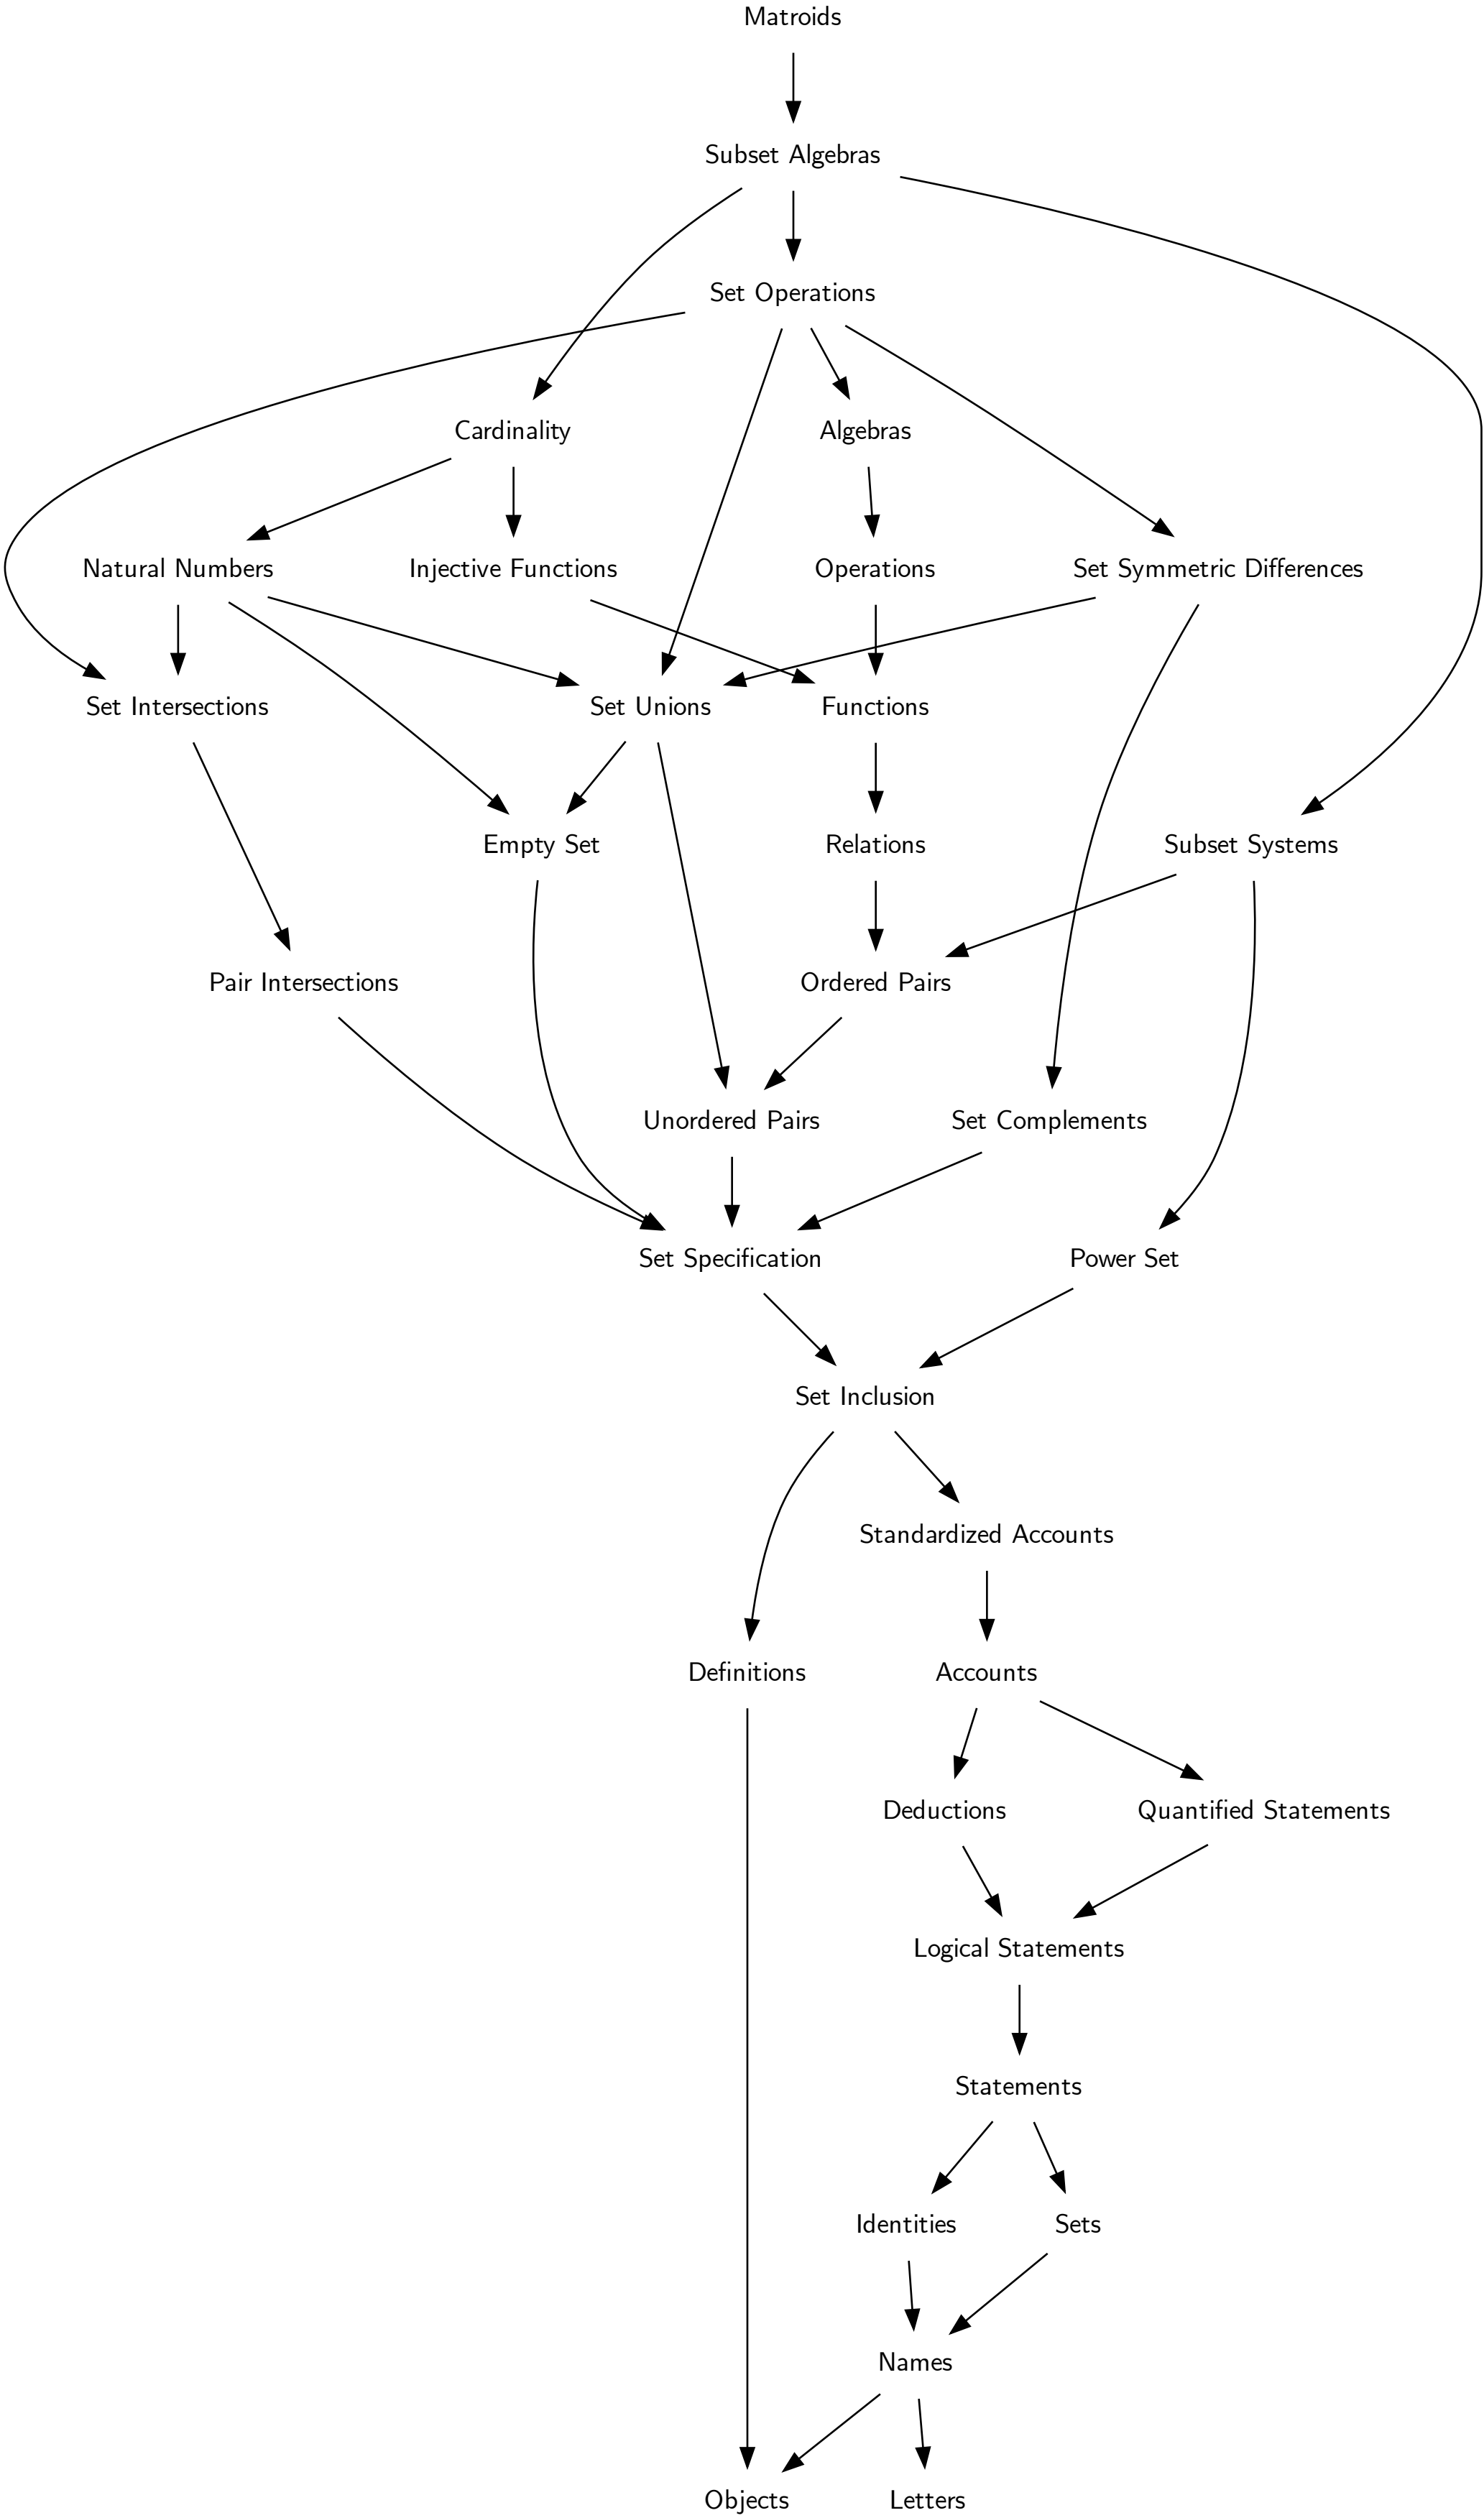 Matroids
Subset Algebras
Set Operations
Cardinality
Algebras
Natural Numbers
Injective Functions
Operations
Set Symmetric Differences
Set Intersections
Set Unions
Functions
Empty Set
Relations
Subset Systems
Pair Intersections
Ordered Pairs
Unordered Pairs
Set Complements
Set Specification
Power Set
Set Inclusion
Standardized Accounts
Definitions
Accounts
Deductions
Quantified Statements
Logical Statements
Statements
Identities
Sets
Names
Objects
Letters